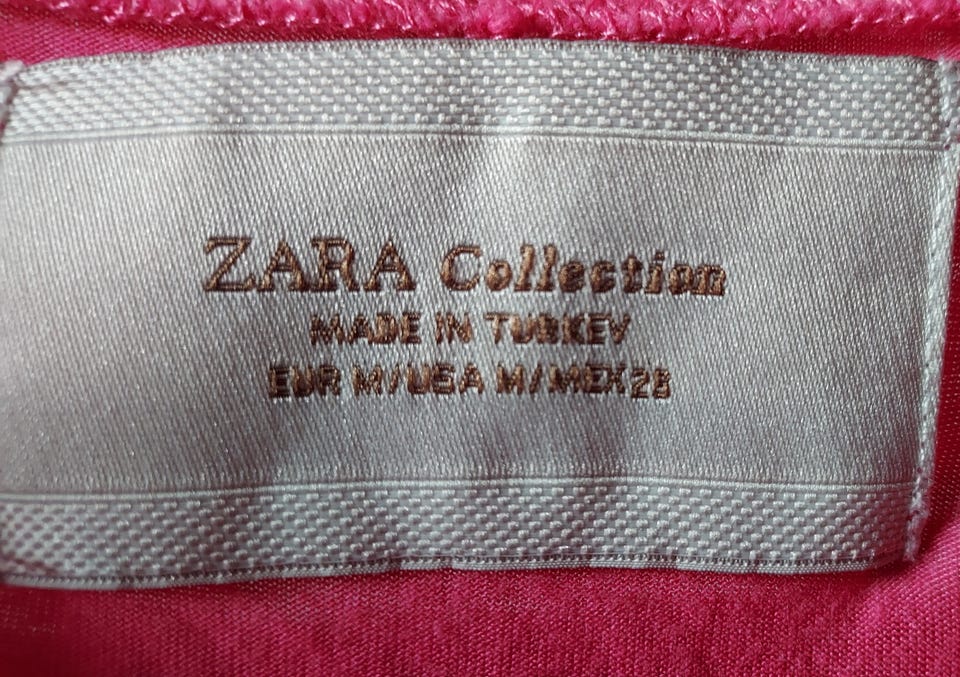 ZARA Collection
MADE IN TURKEY
EUR M/USA M/MEX 28